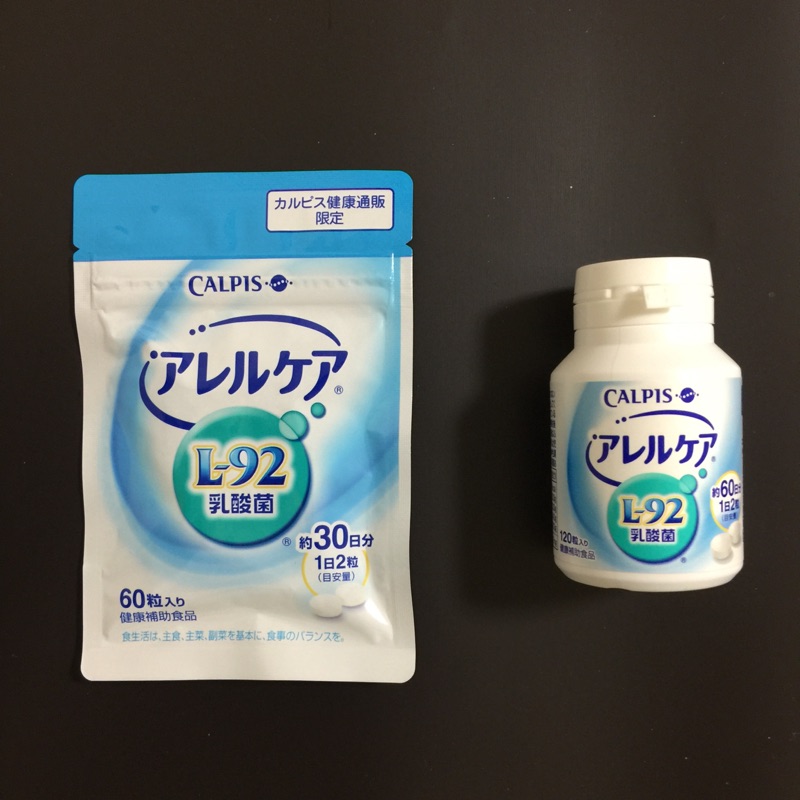 カルピス健康通販
限定
CALPIS
アレルケア®
L-92
乳酸菌
®
約30日分
1日2粒
(目安量)
60粒入り
健康補助食品
食生活は、主食、主菜、副菜を基本に、食事のバランスを。
CALPIS
アレルケア®
L-92
乳酸菌
®
約60日分
1日2粒
(目安量)
120粒入り
健康補助食品